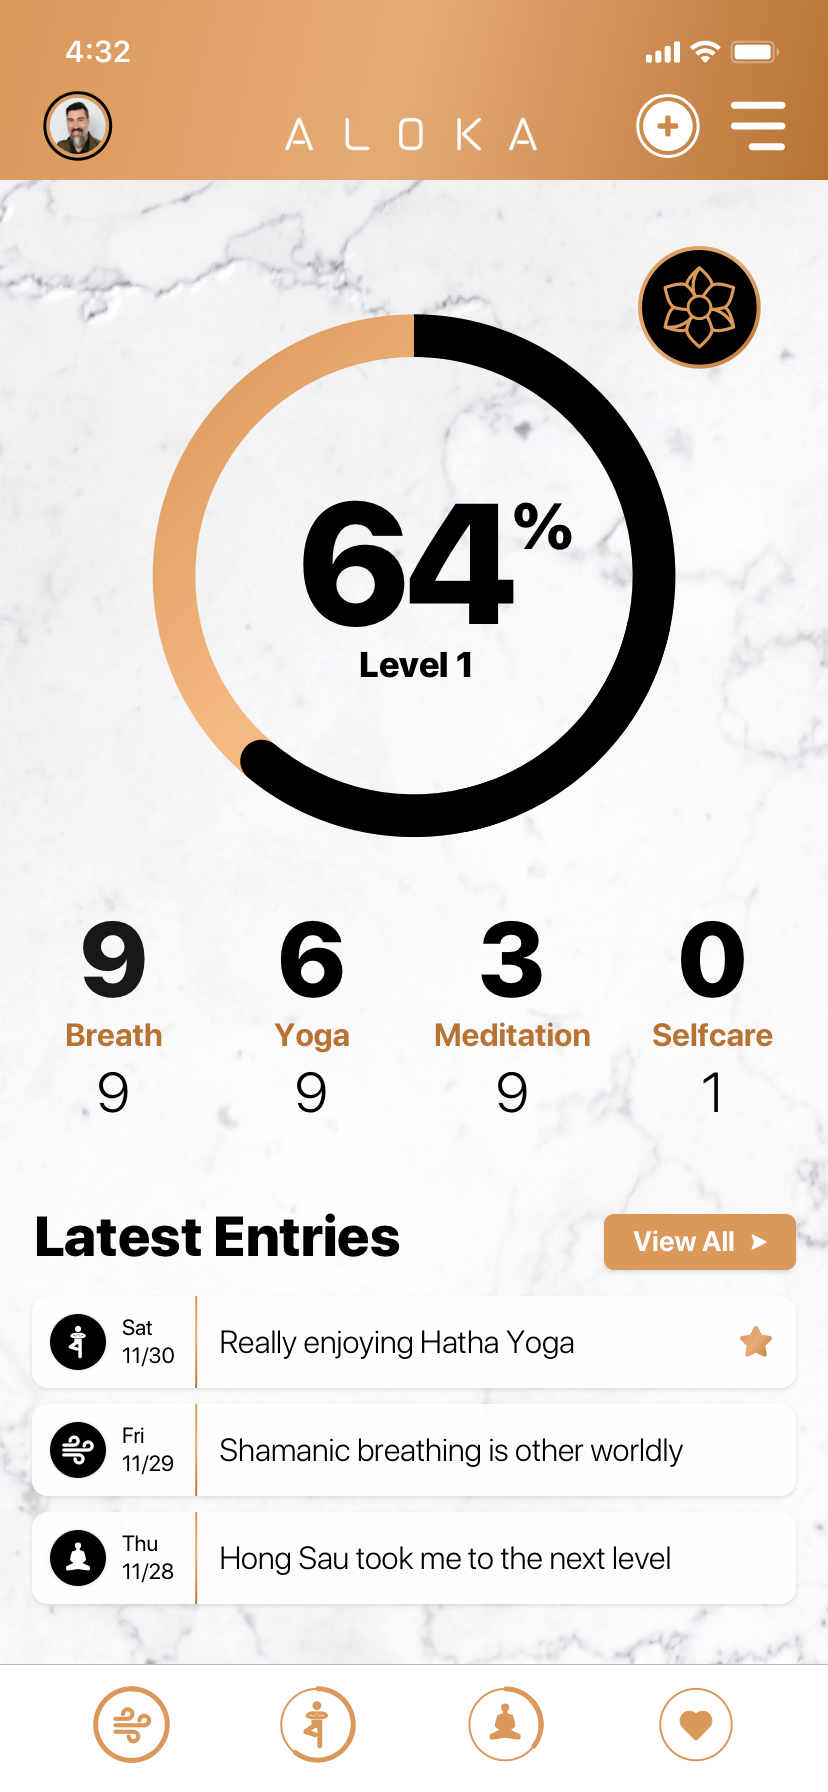 4:32
ALOKA
64%
Level 1
9 6 3 0
Breath Yoga Meditation Selfcare
9 9 9 1
Latest Entries
View All
Sat
11/30
Really enjoying Hatha Yoga
Fri
11/29
Shamanic breathing is other worldly
Thu
11/28
Hong Sau took me to the next level